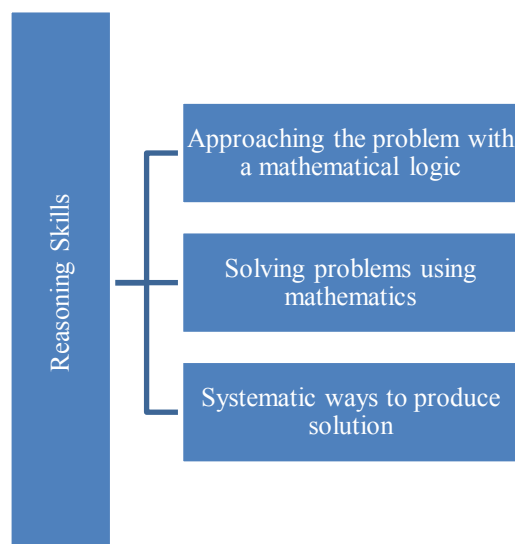 Reasoning Skills
Approaching the problem with
a mathematical logic
Solving problems using
mathematics
Systematic ways to produce
solution